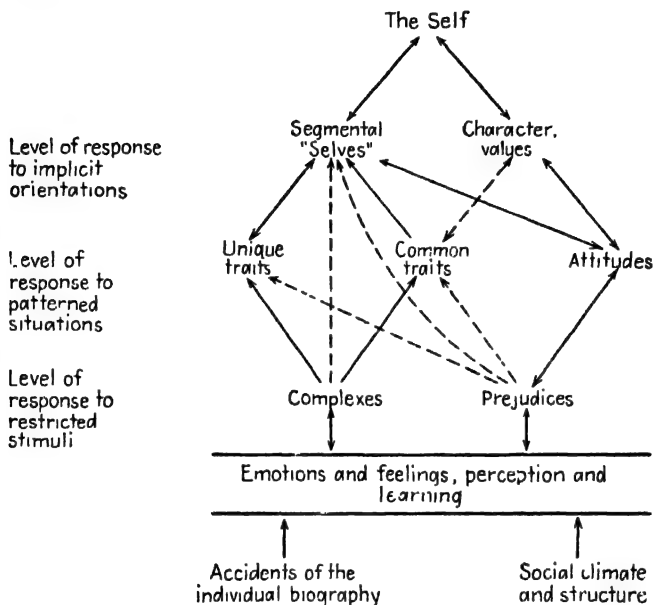 The Self
Level of response
to implicit
orientations
Segmental
"Selves"
Character,
values
Level of
response to
patterned
situations
Unique
traits
Common
traits
Attitudes
Level of
response to
restricted
stimuli
Complexes
Prejudices
Emotions and feelings, perception and
learning
Accidents of the
individual biography
Social climate
and structure